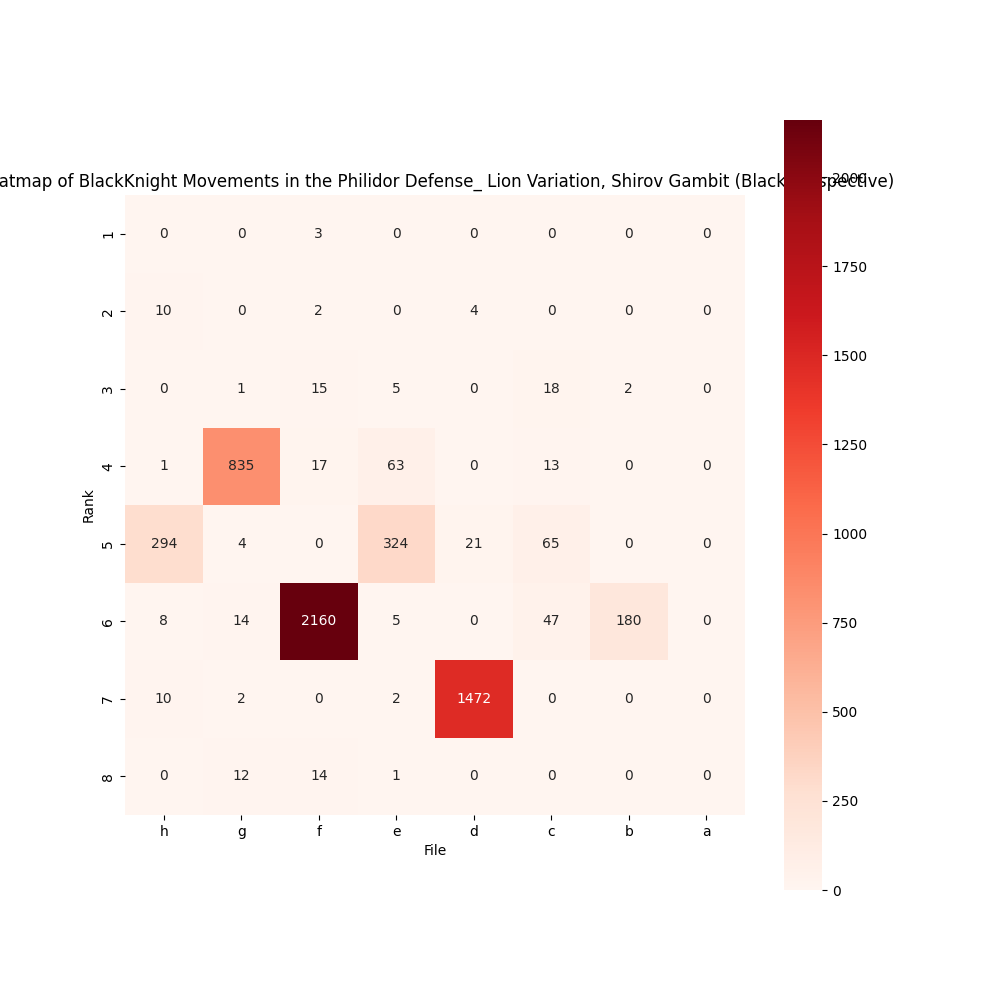 atmap of BlackKnight Movements in the Philidor Defense_ Lion Variation, Shirov Gambit (Black spective)
2000
1 0 0 3 0 0 0 0 0
1750
2 10 0 2 0 4 0 0 0
1500
3 0 1 15 5 0 18 2 0
1250
4 1 835 17 63 0 13 0 0
Rank
1000
5 294 4 0 324 21 65 0 0
750
6 8 14 2160 5 0 47 180 0
500
7 10 2 0 2 1472 0 0 0
250
8 0 12 14 1 0 0 0 0
h g f e d c b a
File
0